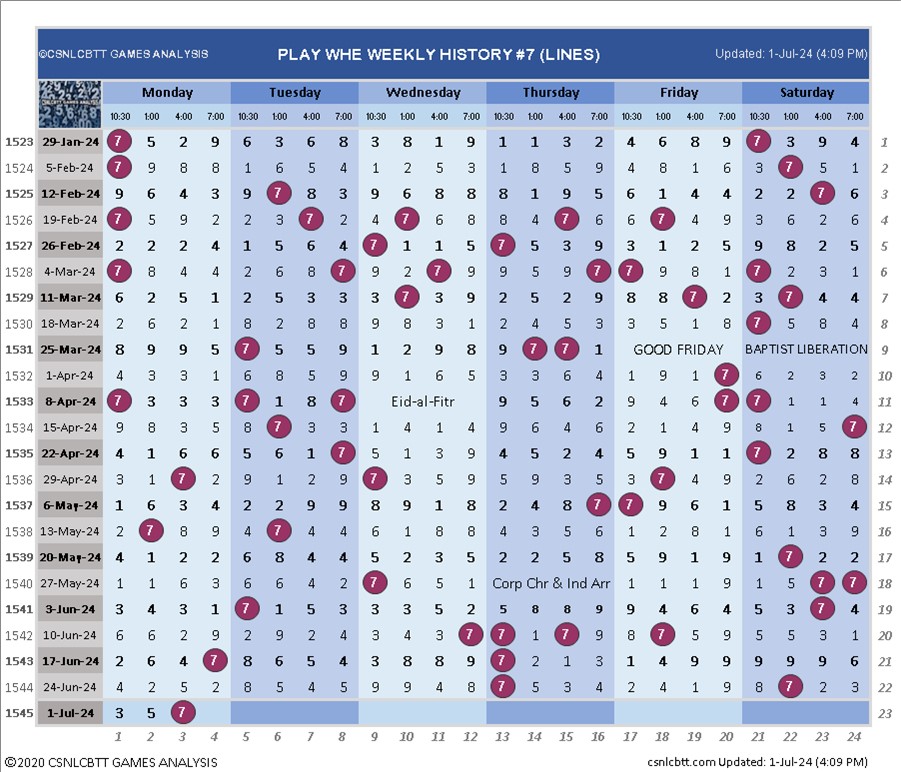 ©CSNLCBTT GAMES ANALYSIS PLAY WHE WEEKLY HISTORY #7 (LINES) Updated: 1-Jul-24 (4:09 PM)
Monday Tuesday Wednesday Thursday Friday Saturday
10:30 1:00 4:00 7:00 10:30 1:00 4:00 7:00 10:30 1:00 4:00 7:00 10:30 1:00 4:00 7:00 10:30 1:00 4:00 7:00 10:30 1:00 4:00 7:00
1523 29-Jan-24 7 5 2 9 6 3 6 8 3 8 1 9 1 1 3 2 4 6 8 9 7 3 9 4 1
1524 5-Feb-24 7 9 8 8 1 6 5 4 1 2 5 3 1 8 5 9 4 8 1 6 3 7 5 1 2
1525 12-Feb-24 9 6 4 3 9 7 8 3 9 6 8 8 8 1 9 5 6 1 4 4 2 2 7 6 3
1526 19-Feb-24 7 5 9 2 2 3 7 2 4 7 6 8 8 4 7 6 6 7 4 9 3 6 2 6 4
1527 26-Feb-24 2 2 2 4 1 5 6 4 7 1 1 5 7 5 3 9 3 1 2 5 9 8 2 5 5
1528 4-Mar-24 7 8 4 4 2 6 8 7 9 2 7 9 9 5 9 7 7 9 8 1 7 2 3 1 6
1529 11-Mar-24 6 2 5 1 2 5 3 3 3 7 3 9 2 5 2 9 8 8 7 2 3 7 4 4 7
1530 18-Mar-24 2 6 2 1 8 2 8 8 9 8 3 1 2 4 5 3 3 5 1 8 7 5 8 4 8
1531 25-Mar-24 8 9 9 5 7 5 5 9 1 2 9 8 9 7 7 1 GOOD FRIDAY BAPTIST LIBERATION 9
1532 1-Apr-24 4 3 3 1 6 8 5 9 9 1 6 5 3 3 6 4 1 9 1 7 6 2 3 2 10
1533 8-Apr-24 7 3 3 3 7 1 8 7 Eid-al-Fitr 9 5 6 2 9 4 6 7 7 1 1 4 11
1534 15-Apr-24 9 8 3 5 8 7 3 3 1 4 1 4 9 6 4 6 2 1 4 9 8 1 5 7 12
1535 22-Apr-24 4 1 6 6 5 6 1 7 5 1 3 9 4 5 2 4 5 9 1 1 7 2 8 8 13
1536 29-Apr-24 3 1 7 2 9 1 2 9 7 3 5 9 5 9 3 5 3 7 4 9 2 6 2 8 14
1537 6-May-24 1 6 3 4 2 2 9 9 8 9 1 8 2 4 8 7 7 9 6 1 5 8 3 4 15
1538 13-May-24 2 7 8 9 4 7 4 4 6 1 8 8 4 3 5 6 1 2 8 1 6 1 3 9 16
1539 20-May-24 4 1 2 2 6 8 4 4 5 2 3 5 2 2 5 8 5 9 1 9 1 7 2 2 17
1540 27-May-24 1 1 6 3 6 6 4 2 7 6 5 1 Corp Chr & Ind Arr 1 1 1 9 1 5 7 7 18
1541 3-Jun-24 3 4 3 1 7 1 5 3 3 3 5 2 5 8 8 9 9 4 6 4 5 3 7 4 19
1542 10-Jun-24 6 6 2 9 2 9 2 4 3 4 3 7 7 1 7 9 8 7 5 9 5 5 3 1 20
1543 17-Jun-24 2 6 4 7 8 6 5 4 3 8 8 9 7 2 1 3 1 4 9 9 9 9 9 6 21
1544 24-Jun-24 4 2 5 2 8 5 4 5 9 9 4 8 7 5 3 4 2 4 1 9 8 7 2 3 22
1545 1-Jul-24 3 5 7 23
1 2 3 4 5 6 7 8 9 10 11 12 13 14 15 16 17 18 19 20 21 22 23 24
©2020 CSNLCBTT GAMES ANALYSIS csnlcbtt.com Updated: 1-Jul-24 (4:09 PM)